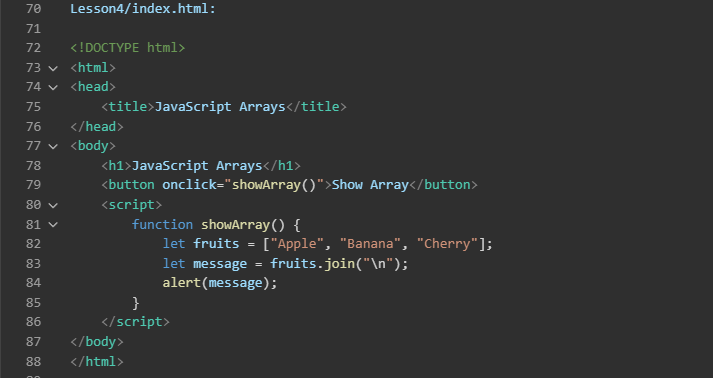 70 Lesson4/index.html:
71
72 <!DOCTYPE html>
73 <html>
74 <head>
75     <title>JavaScript Arrays</title>
76 </head>
77 <body>
78     <h1>JavaScript Arrays</h1>
79     <button onclick="showArray()">Show Array</button>
80     <script>
81         function showArray() {
82             let fruits = ["Apple", "Banana", "Cherry"];
83             let message = fruits.join("\n");
84             alert(message);
85         }
86     </script>
87 </body>
88 </html>